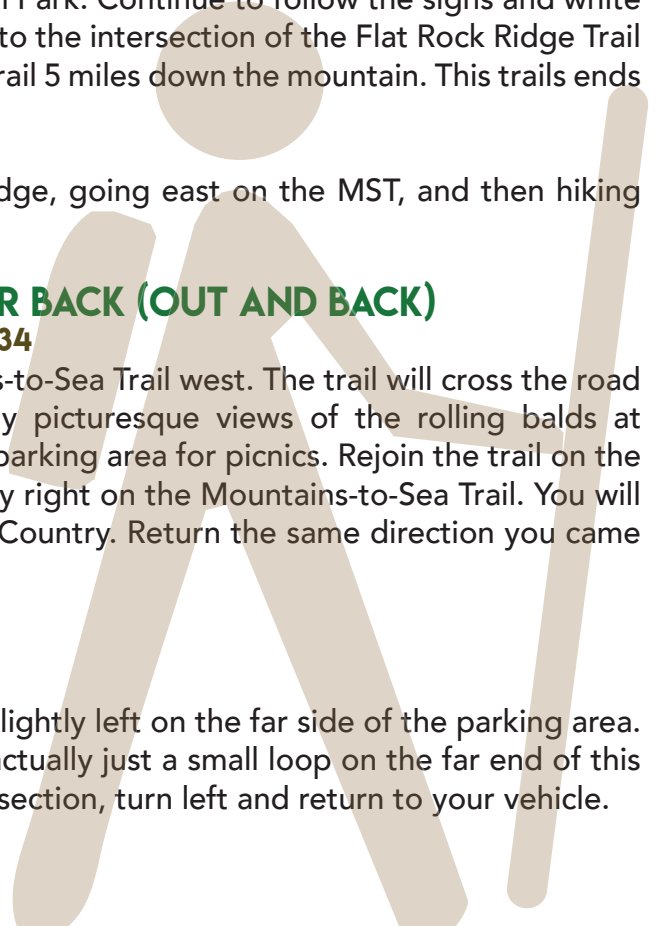 Park. Continue to follow the signs and white
to the intersection of the Flat Rock Ridge Trail
5 miles down the mountain. This trails ends
going east on the MST, and then hiking
R BACK (OUT AND BACK)
34
s-to-Sea Trail west. The trail will cross the road
y picturesque views of the rolling balds at
parking area for picnics. Rejoin the trail on the
y right on the Mountains-to-Sea Trail. You will
Country. Return the same direction you came
lightly left on the far side of the parking area.
ctually just a small loop on the far end of this
section, turn left and return to your vehicle.